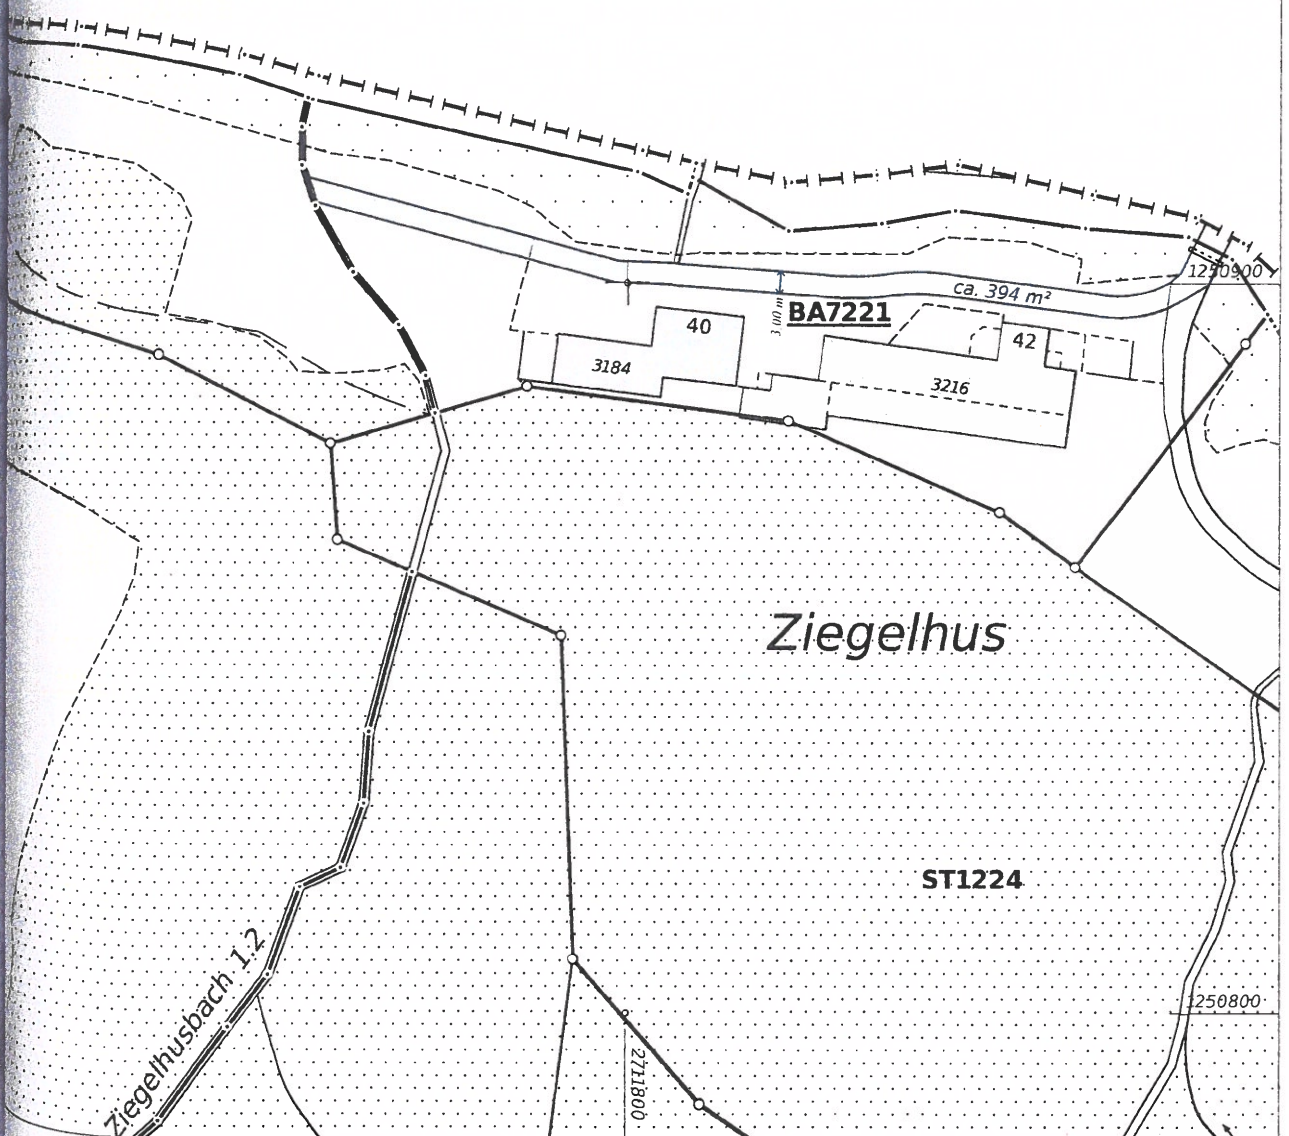 1250900
ca. 394 m²
3.00 m
BA7221
40
42
3184
3216
Ziegelhus
ST1224
Ziegelhusbach 1.2
1250800
2711800